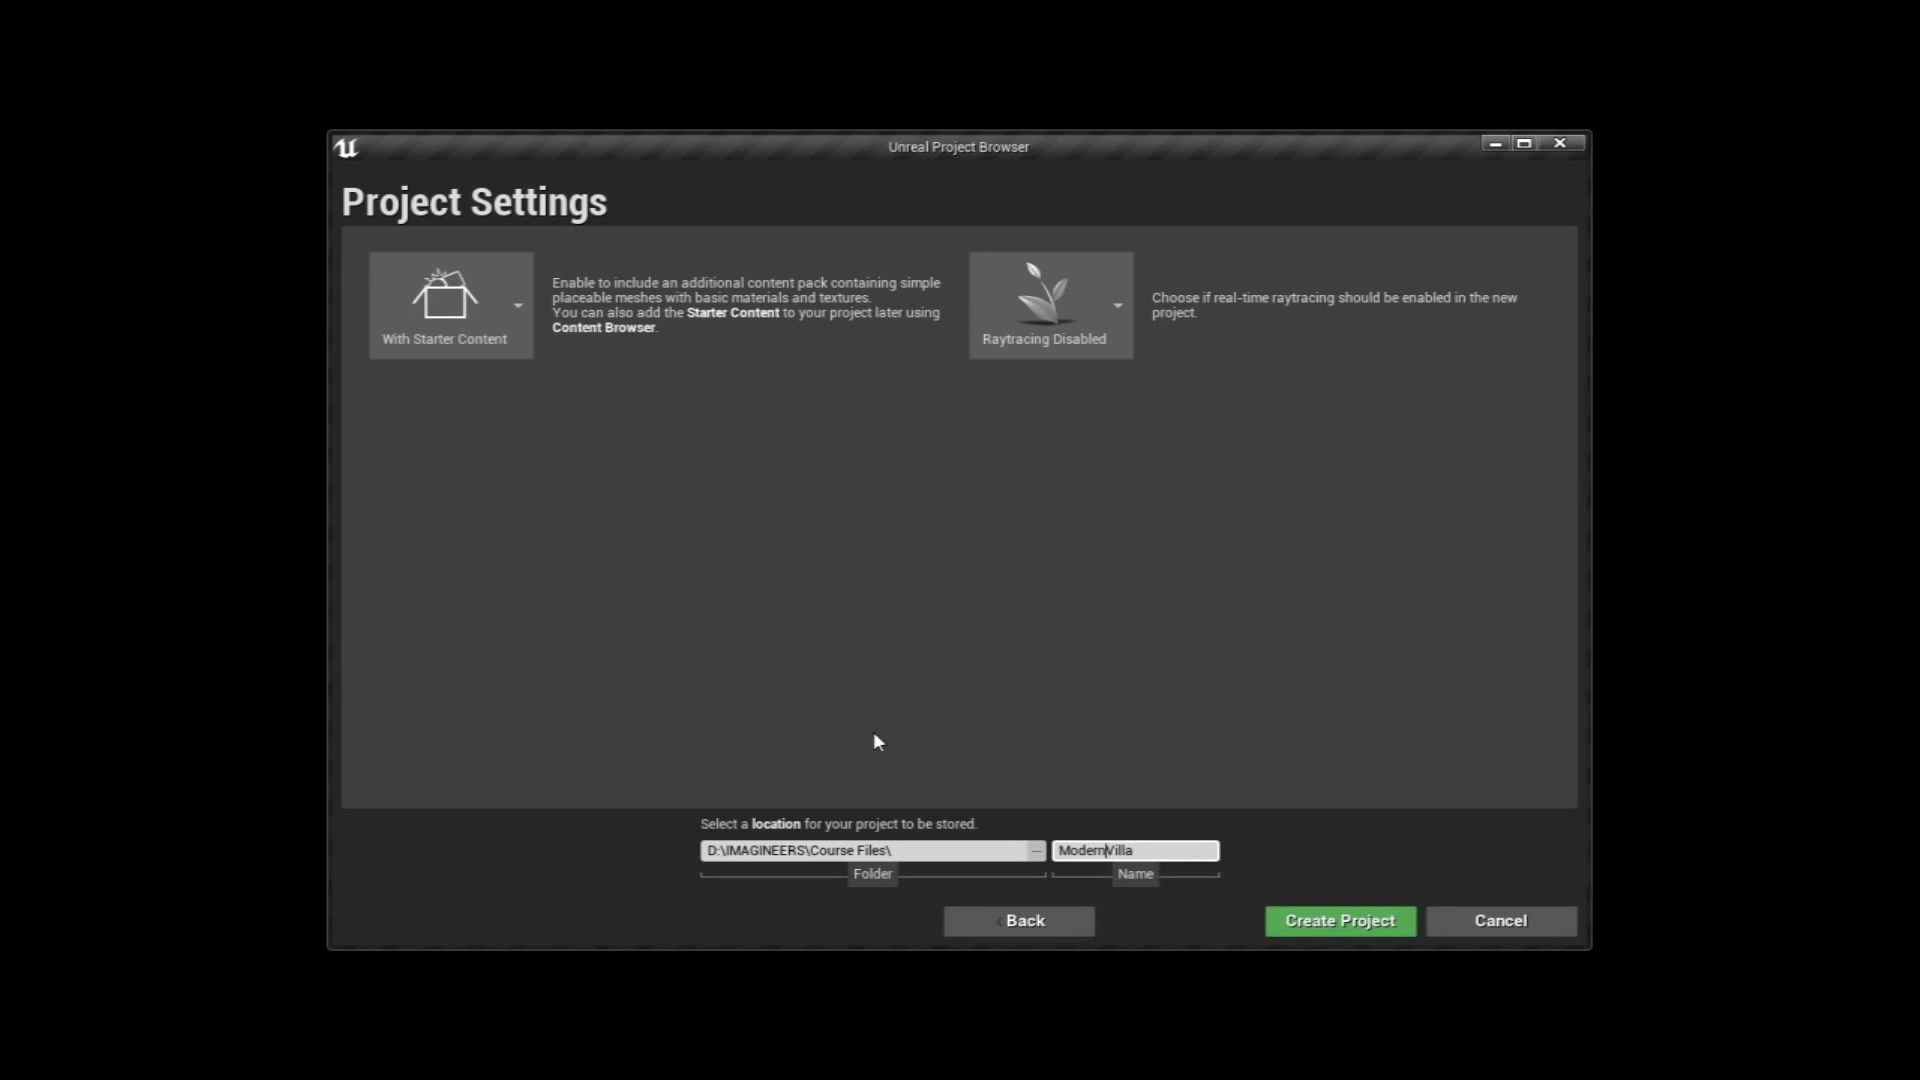 Unreal Project Browser
Project Settings
With Starter Content
Enable to include an additional content pack containing simple
placeable meshes with basic materials and textures.
You can also add the Starter Content to your project later using
Content Browser.
Raytracing Disabled
Choose if real-time raytracing should be enabled in the new
project.
Select a location for your project to be stored.
D:\IMAGINEERS\Course Files\
...
ModernVilla
Folder
Name
Back
Create Project
Cancel